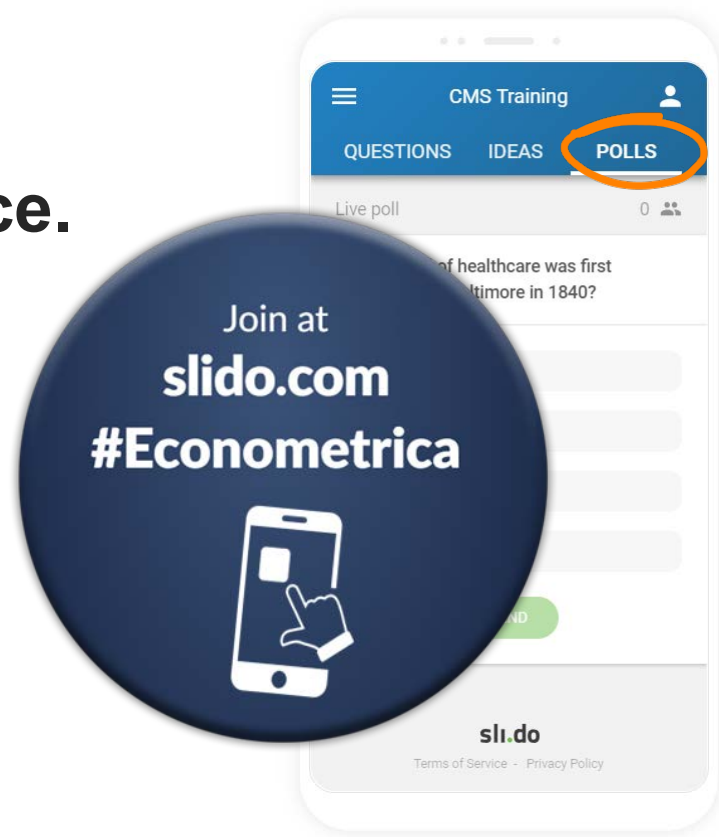 CMS Training
QUESTIONS IDEAS POLLS
ce.
Live poll 0
of healthcare was first
timore in 1840?
Join at
slido.com
#Econometrica
ND
sli.do
Terms of Service - Privacy Policy